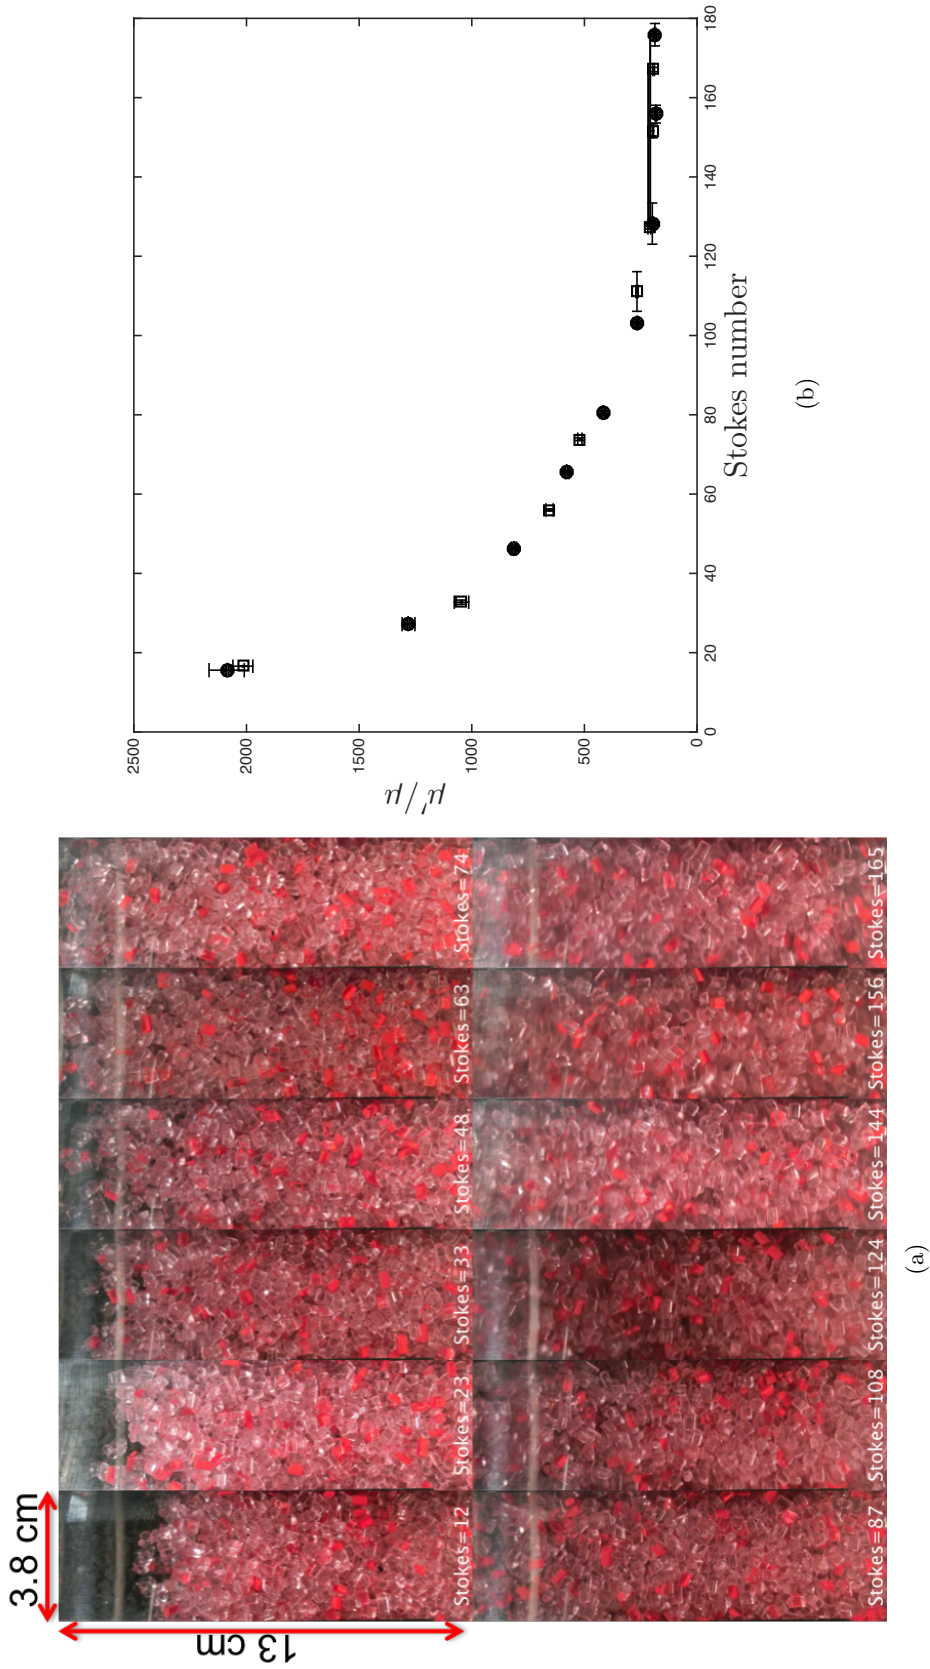 3.8 cm
13 cm
Stokes=12 Stokes=23 Stokes=33 Stokes=48 Stokes=63 Stokes=74
Stokes=87 Stokes=108 Stokes=124 Stokes=144 Stokes=156 Stokes=165
(a)
μ′/μ
2500
2000
1500
1000
500
0
0 20 40 60 80 100 120 140 160 180
Stokes number
(b)